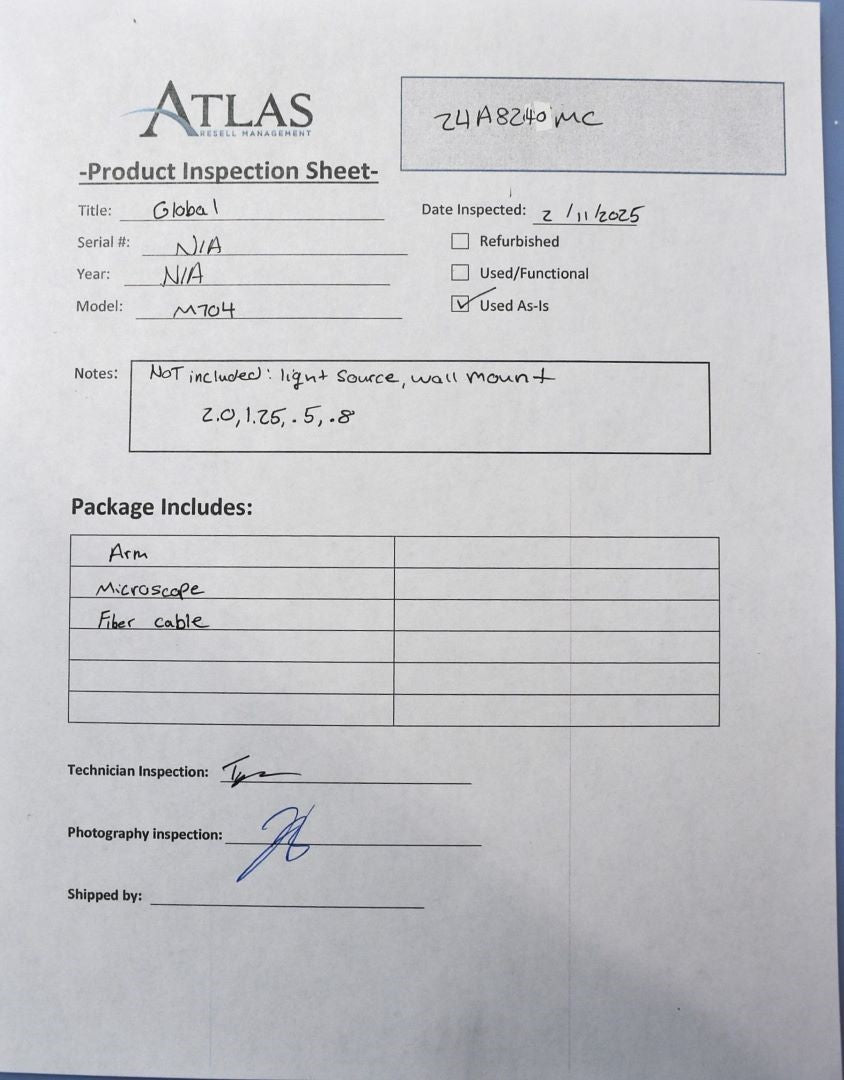 ATLAS
RESELL MANAGEMENT
24A8240MC
-Product Inspection Sheet-
Title: Global
Date Inspected: 2/11/2025
Serial #: N/A
Refurbished
Year: N/A
Used/Functional
Model: M704
Used As-Is
Notes: NOT included: light source, wall mount
2.0, 1.25, .5, .8
Package Includes:
Arm
Microscope
Fiber cable
Technician Inspection:
Photography inspection:
Shipped by: